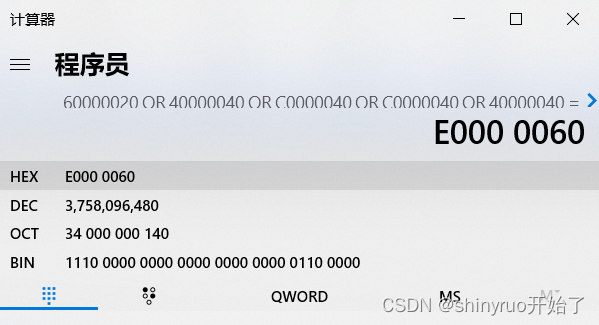 计算器
程序员
60000020 OR 40000040 OR C0000040 OR C0000040 OR 40000040 =
E000 0060
HEX E000 0060
DEC 3,758,096,480
OCT 34 000 000 140
BIN 1110 0000 0000 0000 0000 0000 0110 0000
QWORD MS M
CSDN @shinyruo开始了